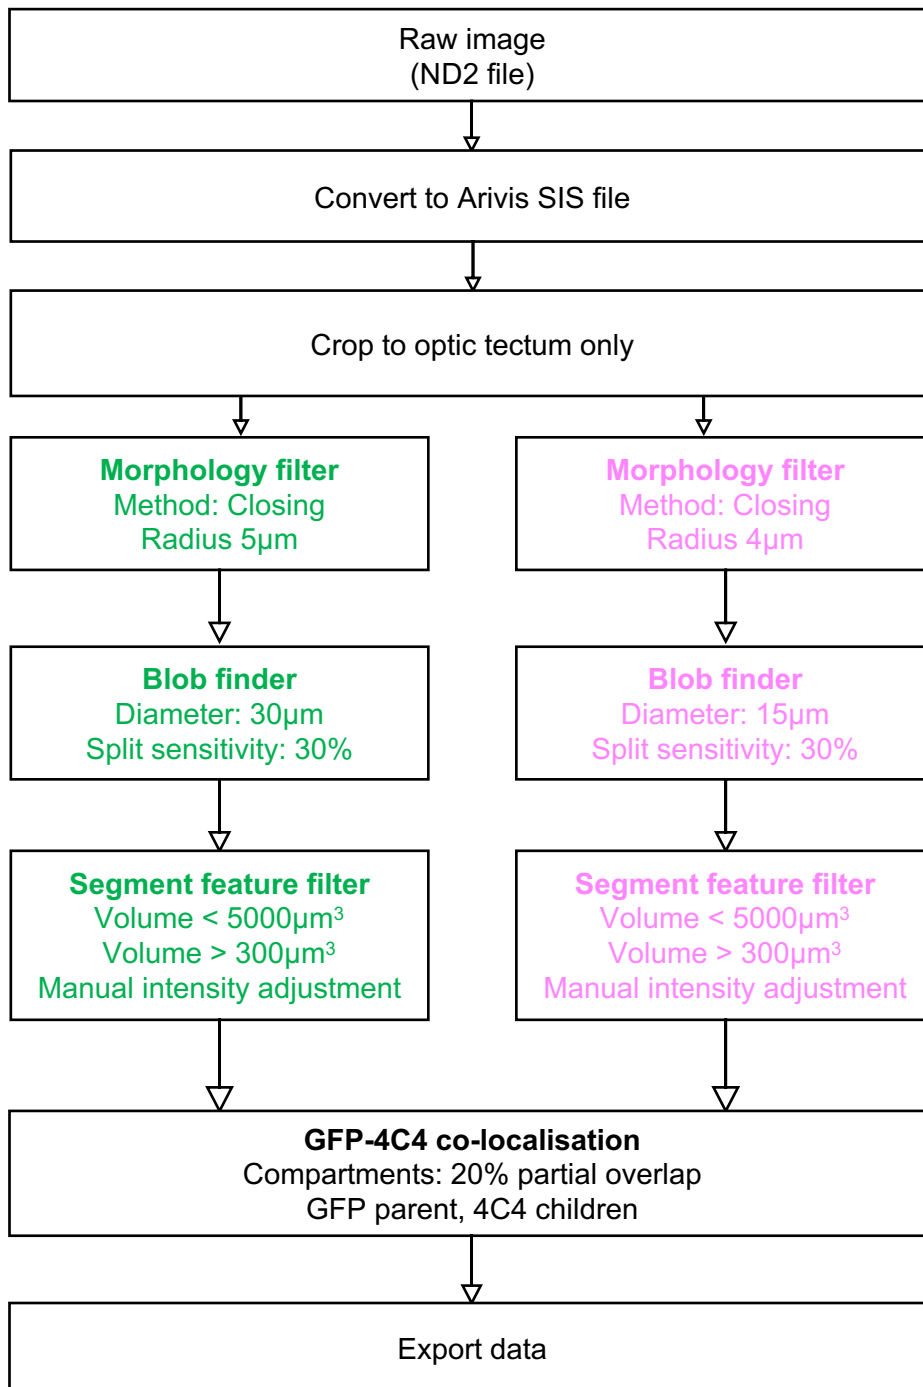 Raw image
(ND2 file)
Convert to Arivis SIS file
Crop to optic tectum only
Morphology filter
Method: Closing
Radius 5µm
Morphology filter
Method: Closing
Radius 4µm
Blob finder
Diameter: 30µm
Split sensitivity: 30%
Blob finder
Diameter: 15µm
Split sensitivity: 30%
Segment feature filter
Volume < 5000µm³
Volume > 300µm³
Manual intensity adjustment
Segment feature filter
Volume < 5000µm³
Volume > 300µm³
Manual intensity adjustment
GFP-4C4 co-localisation
Compartments: 20% partial overlap
GFP parent, 4C4 children
Export data